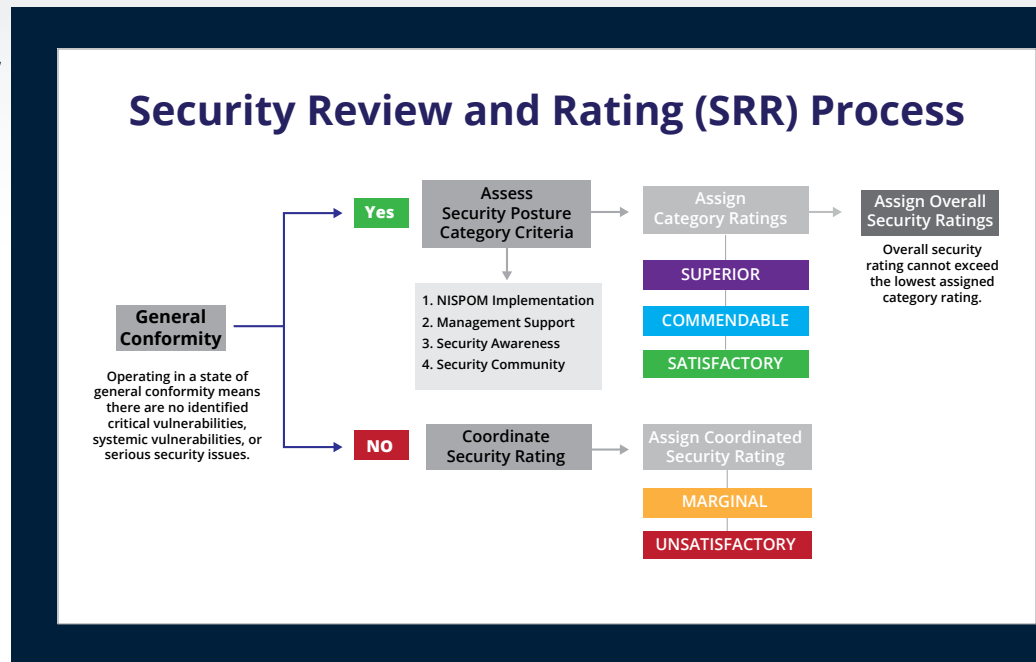 Security Review and Rating (SRR) Process
Yes
Assess
Security Posture
Category Criteria
Assign
Category Ratings
Assign Overall
Security Ratings
Overall security
rating cannot exceed
the lowest assigned
category rating.
SUPERIOR
COMMENDABLE
SATISFACTORY
1. NISPOM Implementation
2. Management Support
3. Security Awareness
4. Security Community
General
Conformity
Operating in a state of
general conformity means
there are no identified
critical vulnerabilities,
systemic vulnerabilities, or
serious security issues.
NO
Coordinate
Security Rating
Assign Coordinated
Security Rating
MARGINAL
UNSATISFACTORY